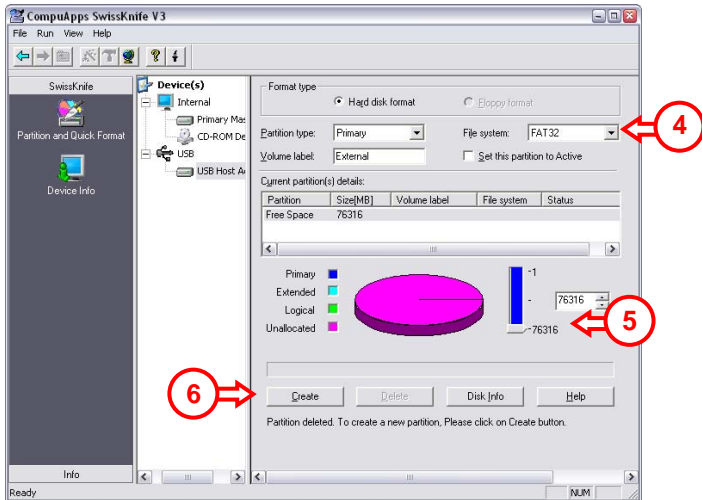 CompuApps SwissKnife V3
File Run View Help
SwissKnife
Partition and Quick Format
Device Info
Info
Device(s)
Internal
Primary Mas
CD-ROM De
USB
USB Host A
Format type
Hard disk format
Floppy format
Partition type:
Primary
File system:
FAT32
4
Volume label:
External
Set this partition to Active
Current partition(s) details:
Partition Size[MB] Volume label File system Status
Free Space 76316
Primary
Extended
Logical
Unallocated
-1
-
-76316
76316
5
6
Create Delete Disk Info Help
Partition deleted. To create a new partition, Please click on Create button.
Ready
NUM